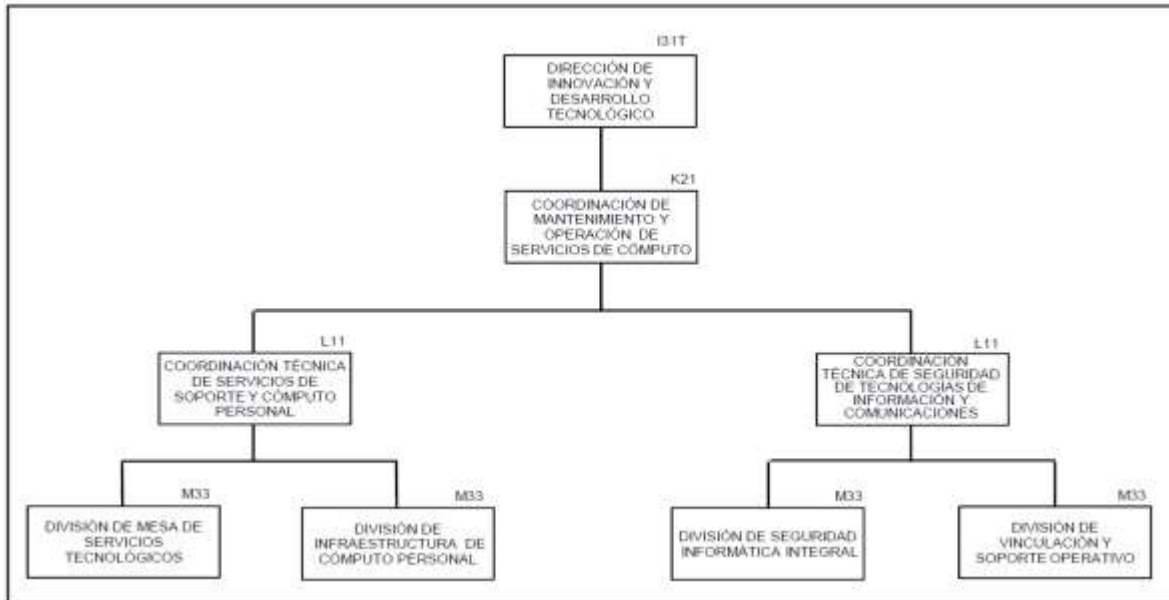 I31T
DIRECCIÓN DE
INNOVACIÓN Y
DESARROLLO
TECNOLÓGICO
K21
COORDINACIÓN DE
MANTENIMIENTO Y
OPERACIÓN DE
SERVICIOS DE CÓMPUTO
L11
COORDINACIÓN TÉCNICA
DE SERVICIOS DE
SOPORTE Y CÓMPUTO
PERSONAL
L11
COORDINACIÓN
TÉCNICA DE SEGURIDAD
DE TECNOLOGÍAS DE
INFORMACIÓN Y
COMUNICACIONES
M33
DIVISIÓN DE MESA DE
SERVICIOS
TECNOLÓGICOS
M33
DIVISIÓN DE
INFRAESTRUCTURA DE
CÓMPUTO PERSONAL
M33
DIVISIÓN DE SEGURIDAD
INFORMÁTICA INTEGRAL
M33
DIVISIÓN DE
VINCULACIÓN Y
SOPORTE OPERATIVO